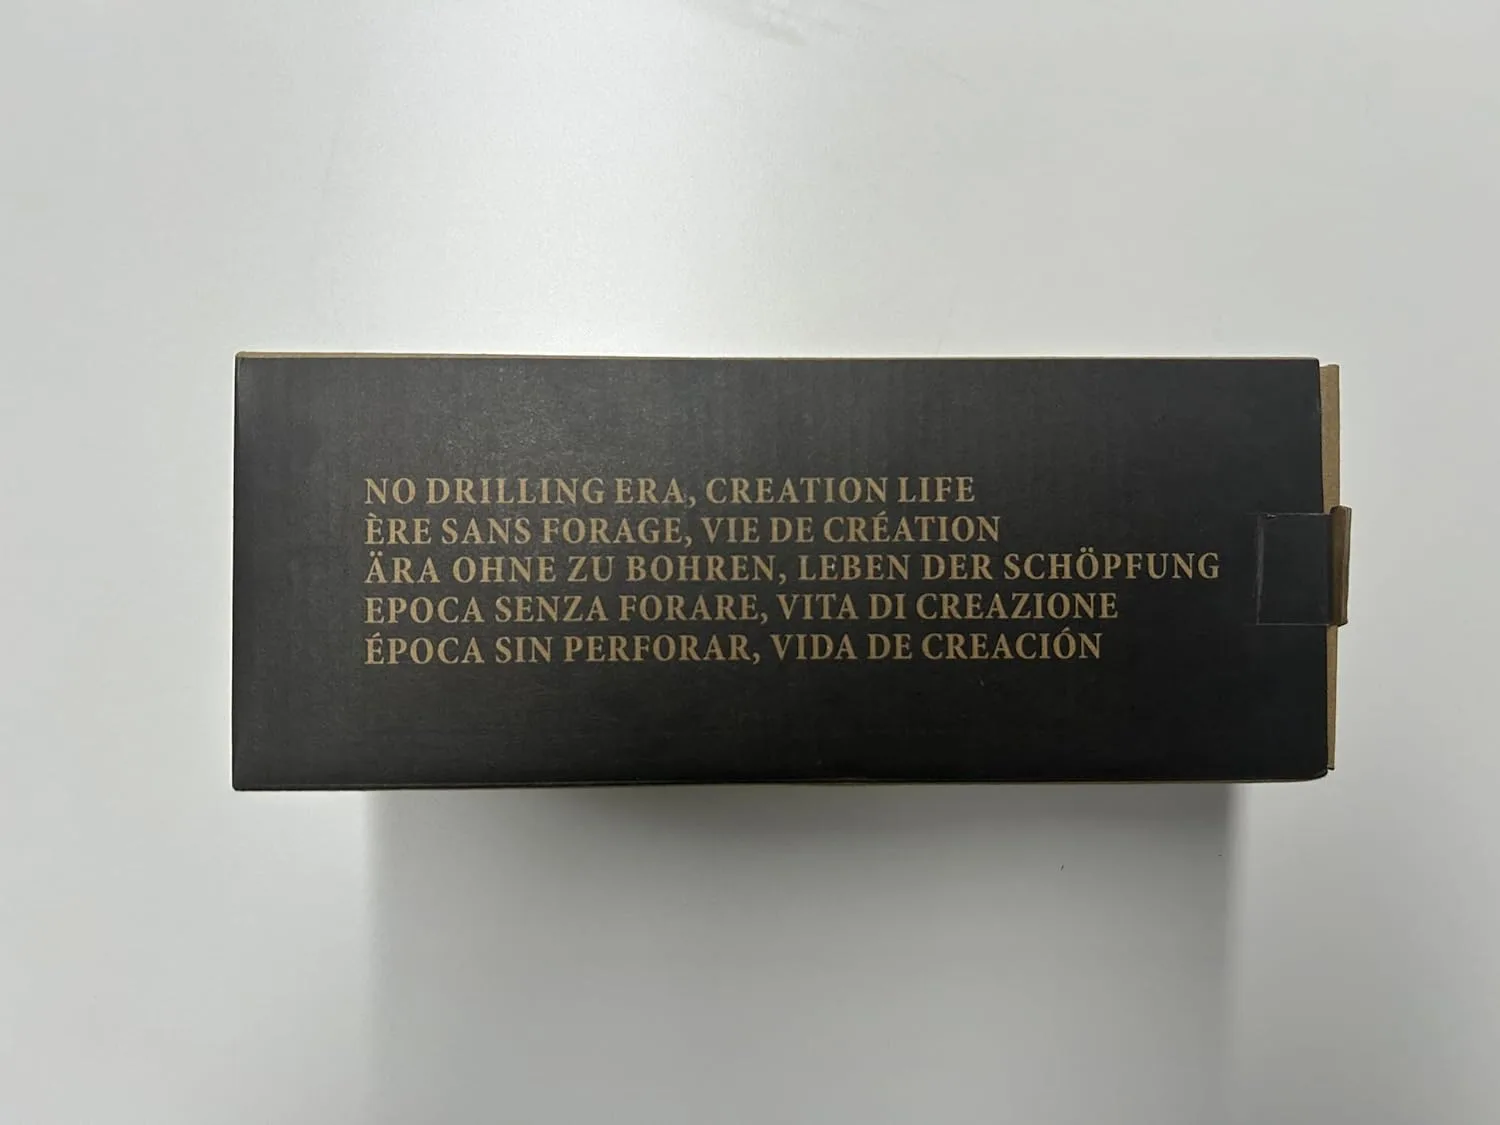 NO DRILLING ERA, CREATION LIFE
ÈRE SANS FORAGE, VIE DE CRÉATION
ÄRA OHNE ZU BOHREN, LEBEN DER SCHÖPFUNG
EPOCA SENZA FORARE, VITA DI CREAZIONE
ÉPOCA SIN PERFORAR, VIDA DE CREACIÓN